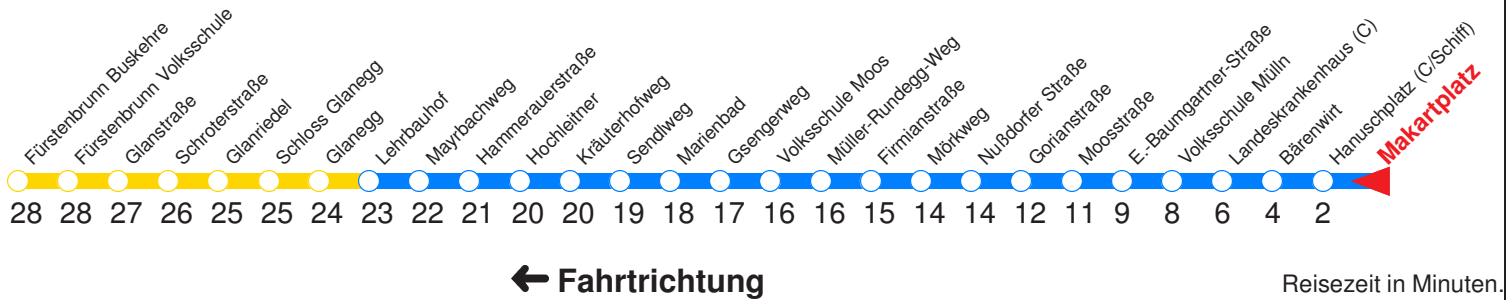 Fürstenbrunn Buskehre
Fürstenbrunn Volksschule
Glanstraße
Schroterstraße
Glanriedel
Schloss Glanegg
Glanegg
Lehrbauhof
Mayrbachweg
Hammerauerstraße
Hochleitner
Kräuterhofweg
Sendlweg
Marienbad
Gsengerweg
Volksschule Moos
Müller-Rundegg-Weg
Firmianstraße
Mörkweg
Nußdorfer Straße
Gorianstraße
Moosstraße
E.-Baumgartner-Straße
Volksschule Mülln
Landeskrankenhaus (C)
Bärenwirt
Hanuschplatz (C/Schiff)
Makartplatz
28 28 27 26 25 25 24 23 22 21 20 20 19 18 17 16 16 15 14 14 12 11 9 8 6 4 2
← Fahrtrichtung
Reisezeit in Minuten.